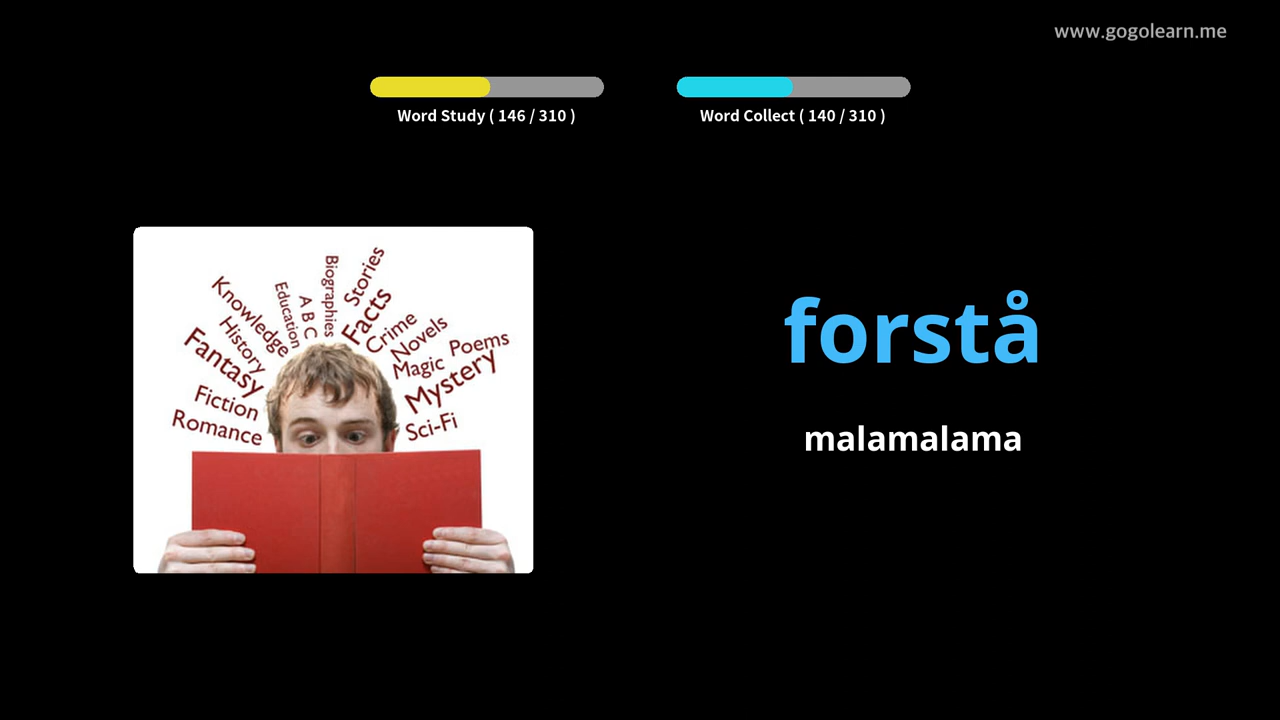 www.gogolearn.me
Word Study ( 146 / 310 )
Word Collect ( 140 / 310 )
Biographies
Stories
Knowledge
Education
A B C
Facts
History
Crime
Novels
Fantasy
Magic
Poems
Mystery
Fiction
Romance
Sci-Fi
forstå
malamalama